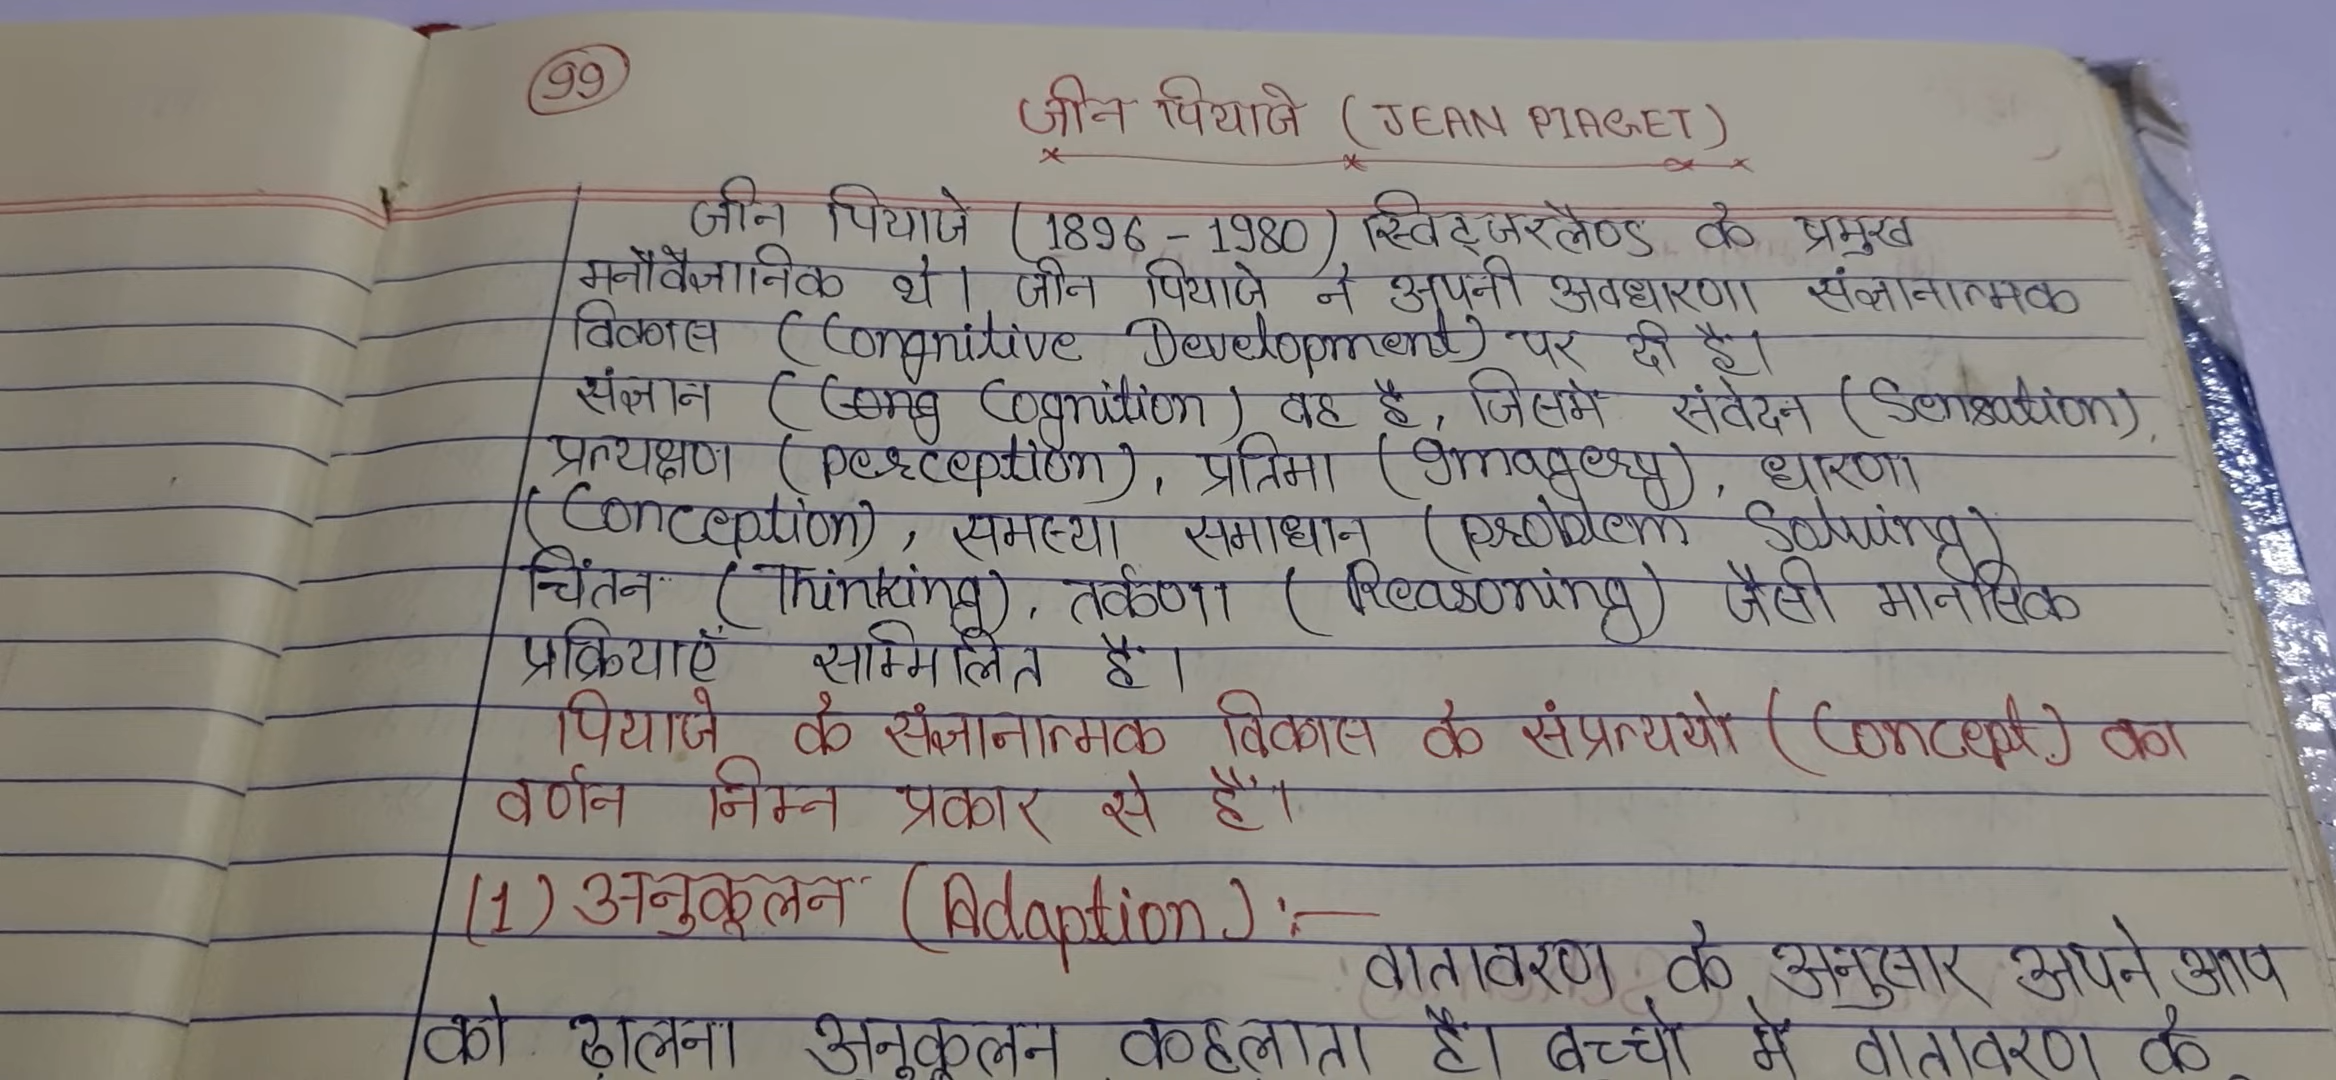 99
जीन पियाजे (JEAN PIAGET)
जीन पियाजे (1896-1980) स्विट्जरलैण्ड के प्रमुख
मनोवैज्ञानिक थे। जीन पियाजे ने अपनी अवधारणा संज्ञानात्मक
विकास (Congnitive Development) पर दी है।
संज्ञान (Cong Cognition) वह है, जिसमे संवेदन (Sensation),
प्रत्यक्षण (perception), प्रतिमा (Imagery), धारणा
(Conception), समस्या समाधान (problem Solving)
चिंतन (Thinking), तर्कणा (Reasoning) जैसी मानसिक
प्रक्रियाएँ सम्मिलित है।
पियाजे के संज्ञानात्मक विकास के संप्रत्ययो (Concept) का
वर्णन निम्न प्रकार से हैं।
(1) अनुकूलन (Adaption) :—
वातावरण के अनुसार अपने आप
को ढ़ालना अनुकूलन कहलाता है। बच्चो में वातावरण के